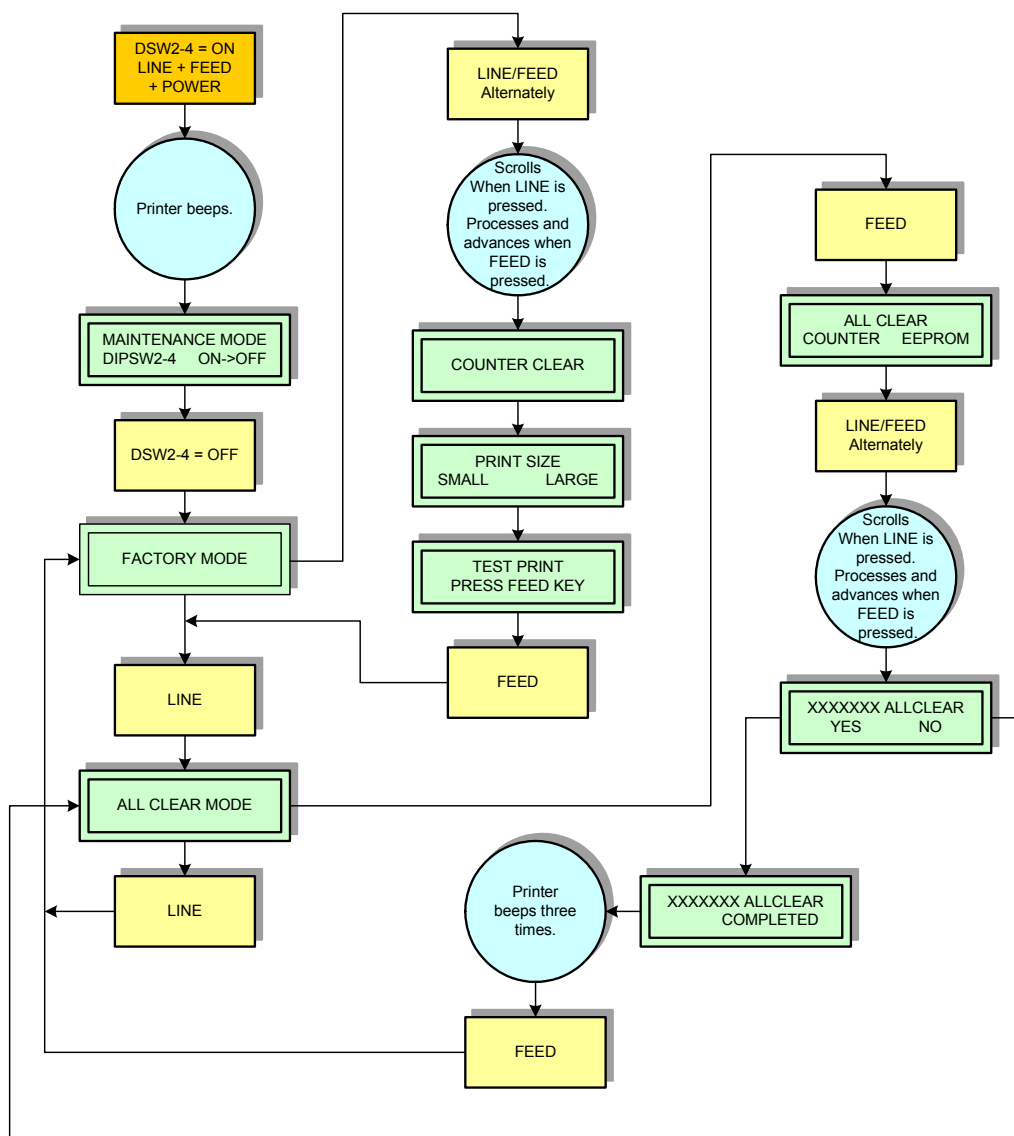 DSW2-4 = ON
LINE + FEED
+ POWER
Printer beeps.
MAINTENANCE MODE
DIPSW2-4 ON->OFF
DSW2-4 = OFF
FACTORY MODE
LINE
ALL CLEAR MODE
LINE
LINE/FEED
Alternately
Scrolls
When LINE is
pressed.
Processes and
advances when
FEED is
pressed.
COUNTER CLEAR
PRINT SIZE
SMALL LARGE
TEST PRINT
PRESS FEED KEY
FEED
FEED
ALL CLEAR
COUNTER EEPROM
LINE/FEED
Alternately
Scrolls
When LINE is
pressed.
Processes and
advances when
FEED is
pressed.
XXXXXXX ALLCLEAR
YES NO
XXXXXXX ALLCLEAR
COMPLETED
Printer
beeps three
times.
FEED